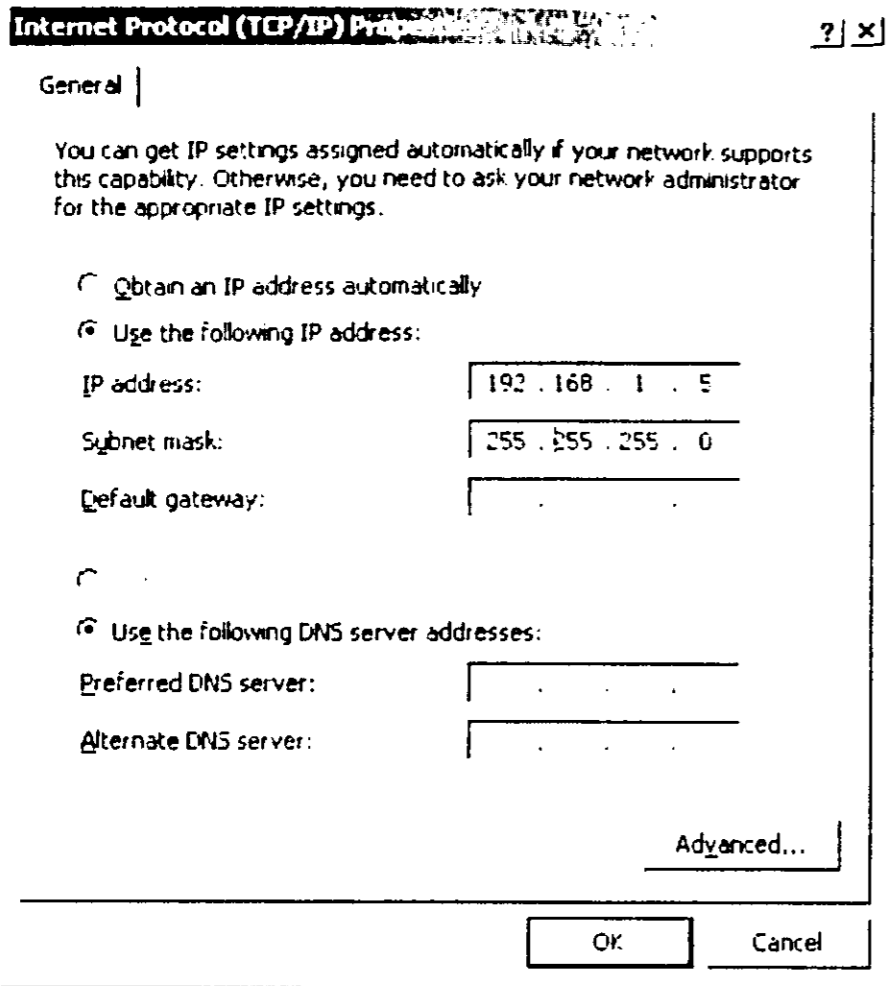 Internet Protocol (TCP/IP)
? ×
General
You can get IP settings assigned automatically if your network supports
this capability. Otherwise, you need to ask your network administrator
for the appropriate IP settings.
Obtain an IP address automatically
Use the following IP address:
IP address: 192 . 168 . 1 . 5
Subnet mask: 255 . 255 . 255 . 0
Default gateway: . .
Use the following DNS server addresses:
Preferred DNS server: . . .
Alternate DNS server: . . .
Advanced...
OK Cancel